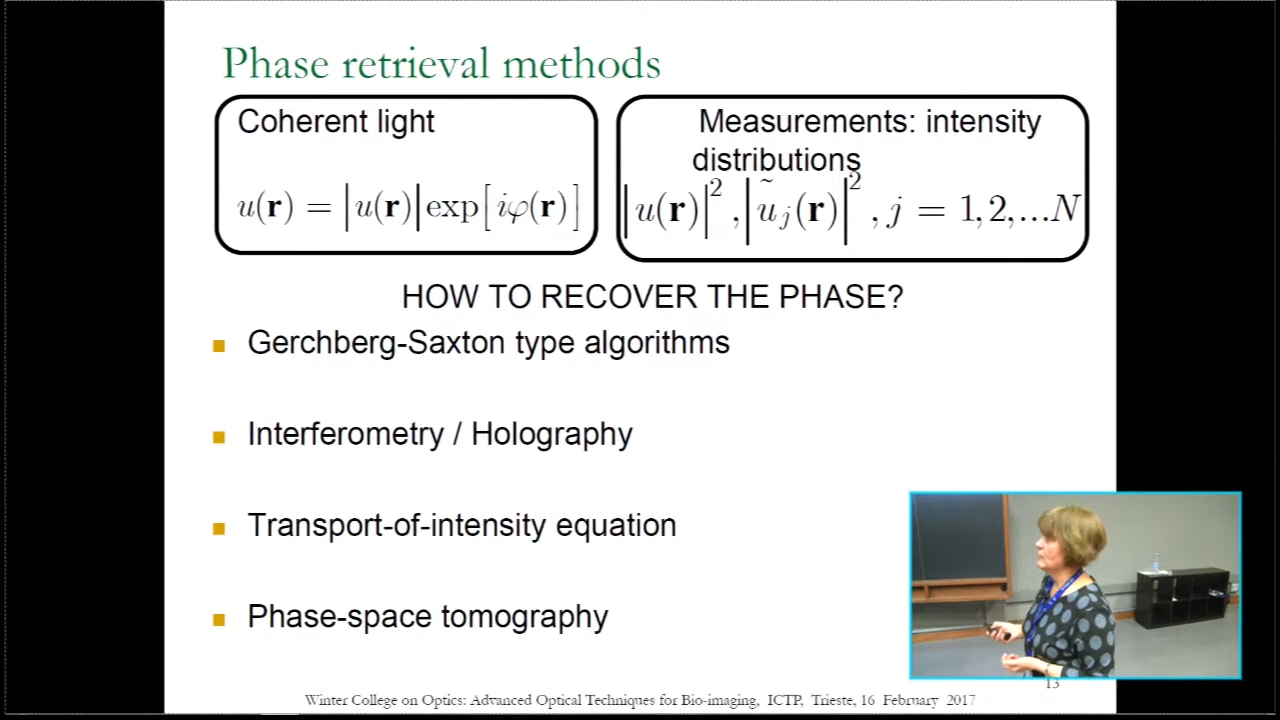 Phase retrieval methods
Coherent light
u(r) = |u(r)| exp[iφ(r)]
Measurements: intensity
distributions
|u(r)|², |ũⱼ(r)|², j = 1, 2, ...N
HOW TO RECOVER THE PHASE?
Gerchberg-Saxton type algorithms
Interferometry / Holography
Transport-of-intensity equation
Phase-space tomography
13
Winter College on Optics: Advanced Optical Techniques for Bio-imaging, ICTP, Trieste, 16 February 2017